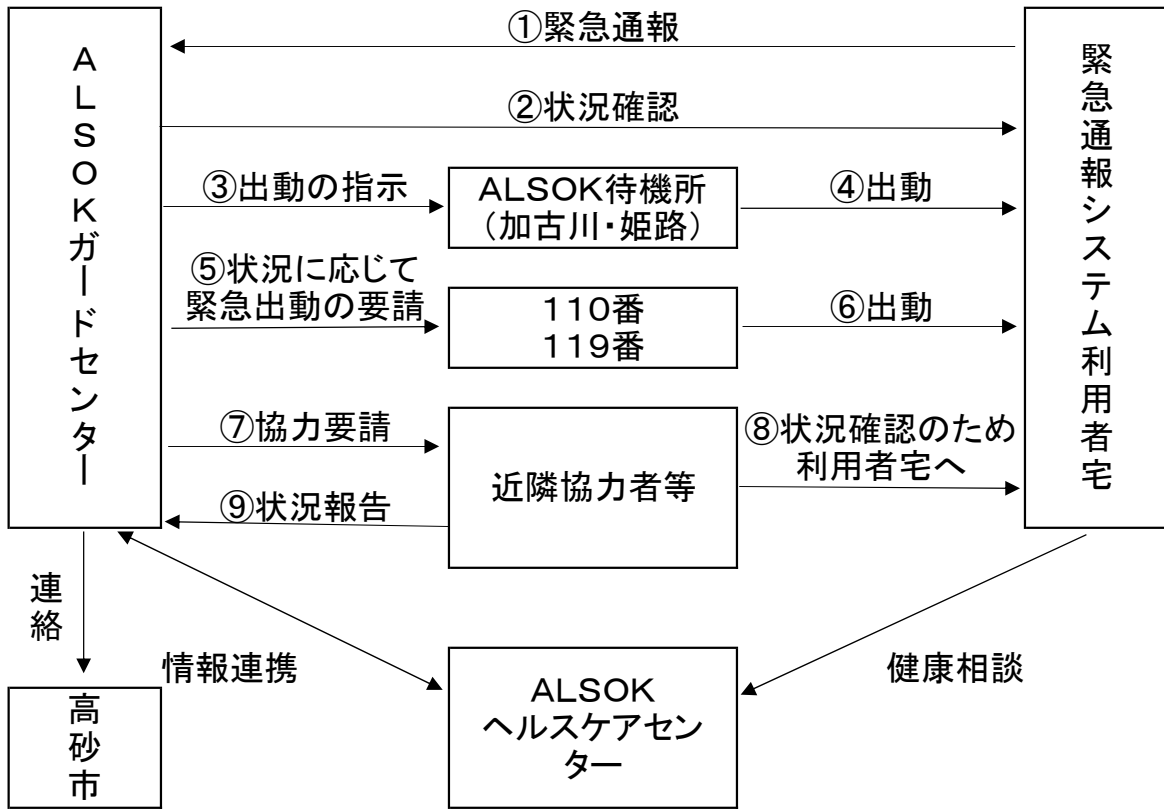 ①緊急通報
ALSOKガードセンター
緊急通報システム利用者宅
②状況確認
③出動の指示
ALSOK待機所
（加古川・姫路）
④出動
⑤状況に応じて
緊急出動の要請
110番
119番
⑥出動
⑦協力要請
近隣協力者等
⑧状況確認のため
利用者宅へ
⑨状況報告
連絡
情報連携
健康相談
高砂市
ALSOK
ヘルスケアセン
ター